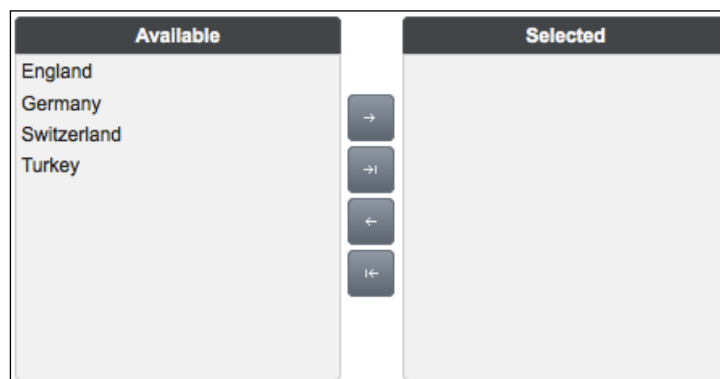 Available
Selected
England
Germany
Switzerland
Turkey